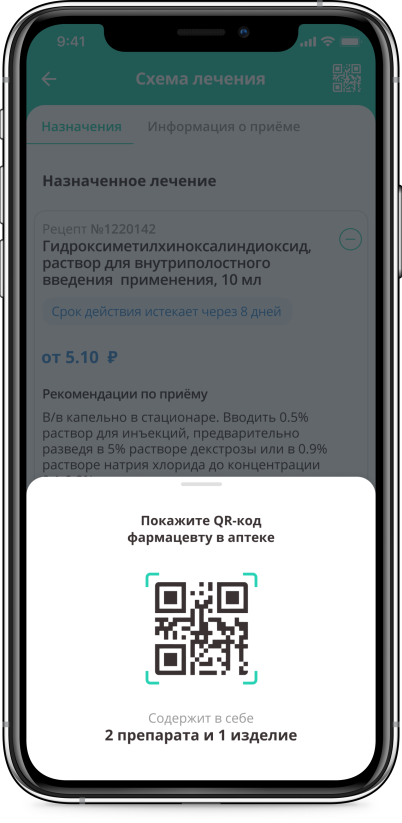 9:41
Схема лечения
Назначения
Информация о приёме
Назначенное лечение
Рецепт №1220142
Гидроксиметилхиноксалиндиоксид,
раствор для внутриполостного
введения применения, 10 мл
Срок действия истекает через 8 дней
от 5.10 ₽
Рекомендации по приёму
В/в капельно в стационаре. Вводить 0.5%
раствор для инъекций, предварительно
разведя в 5% растворе декстрозы или в 0.9%
растворе натрия хлорида до концентрации
Покажите QR-код
фармацевту в аптеке
Содержит в себе
2 препарата и 1 изделие